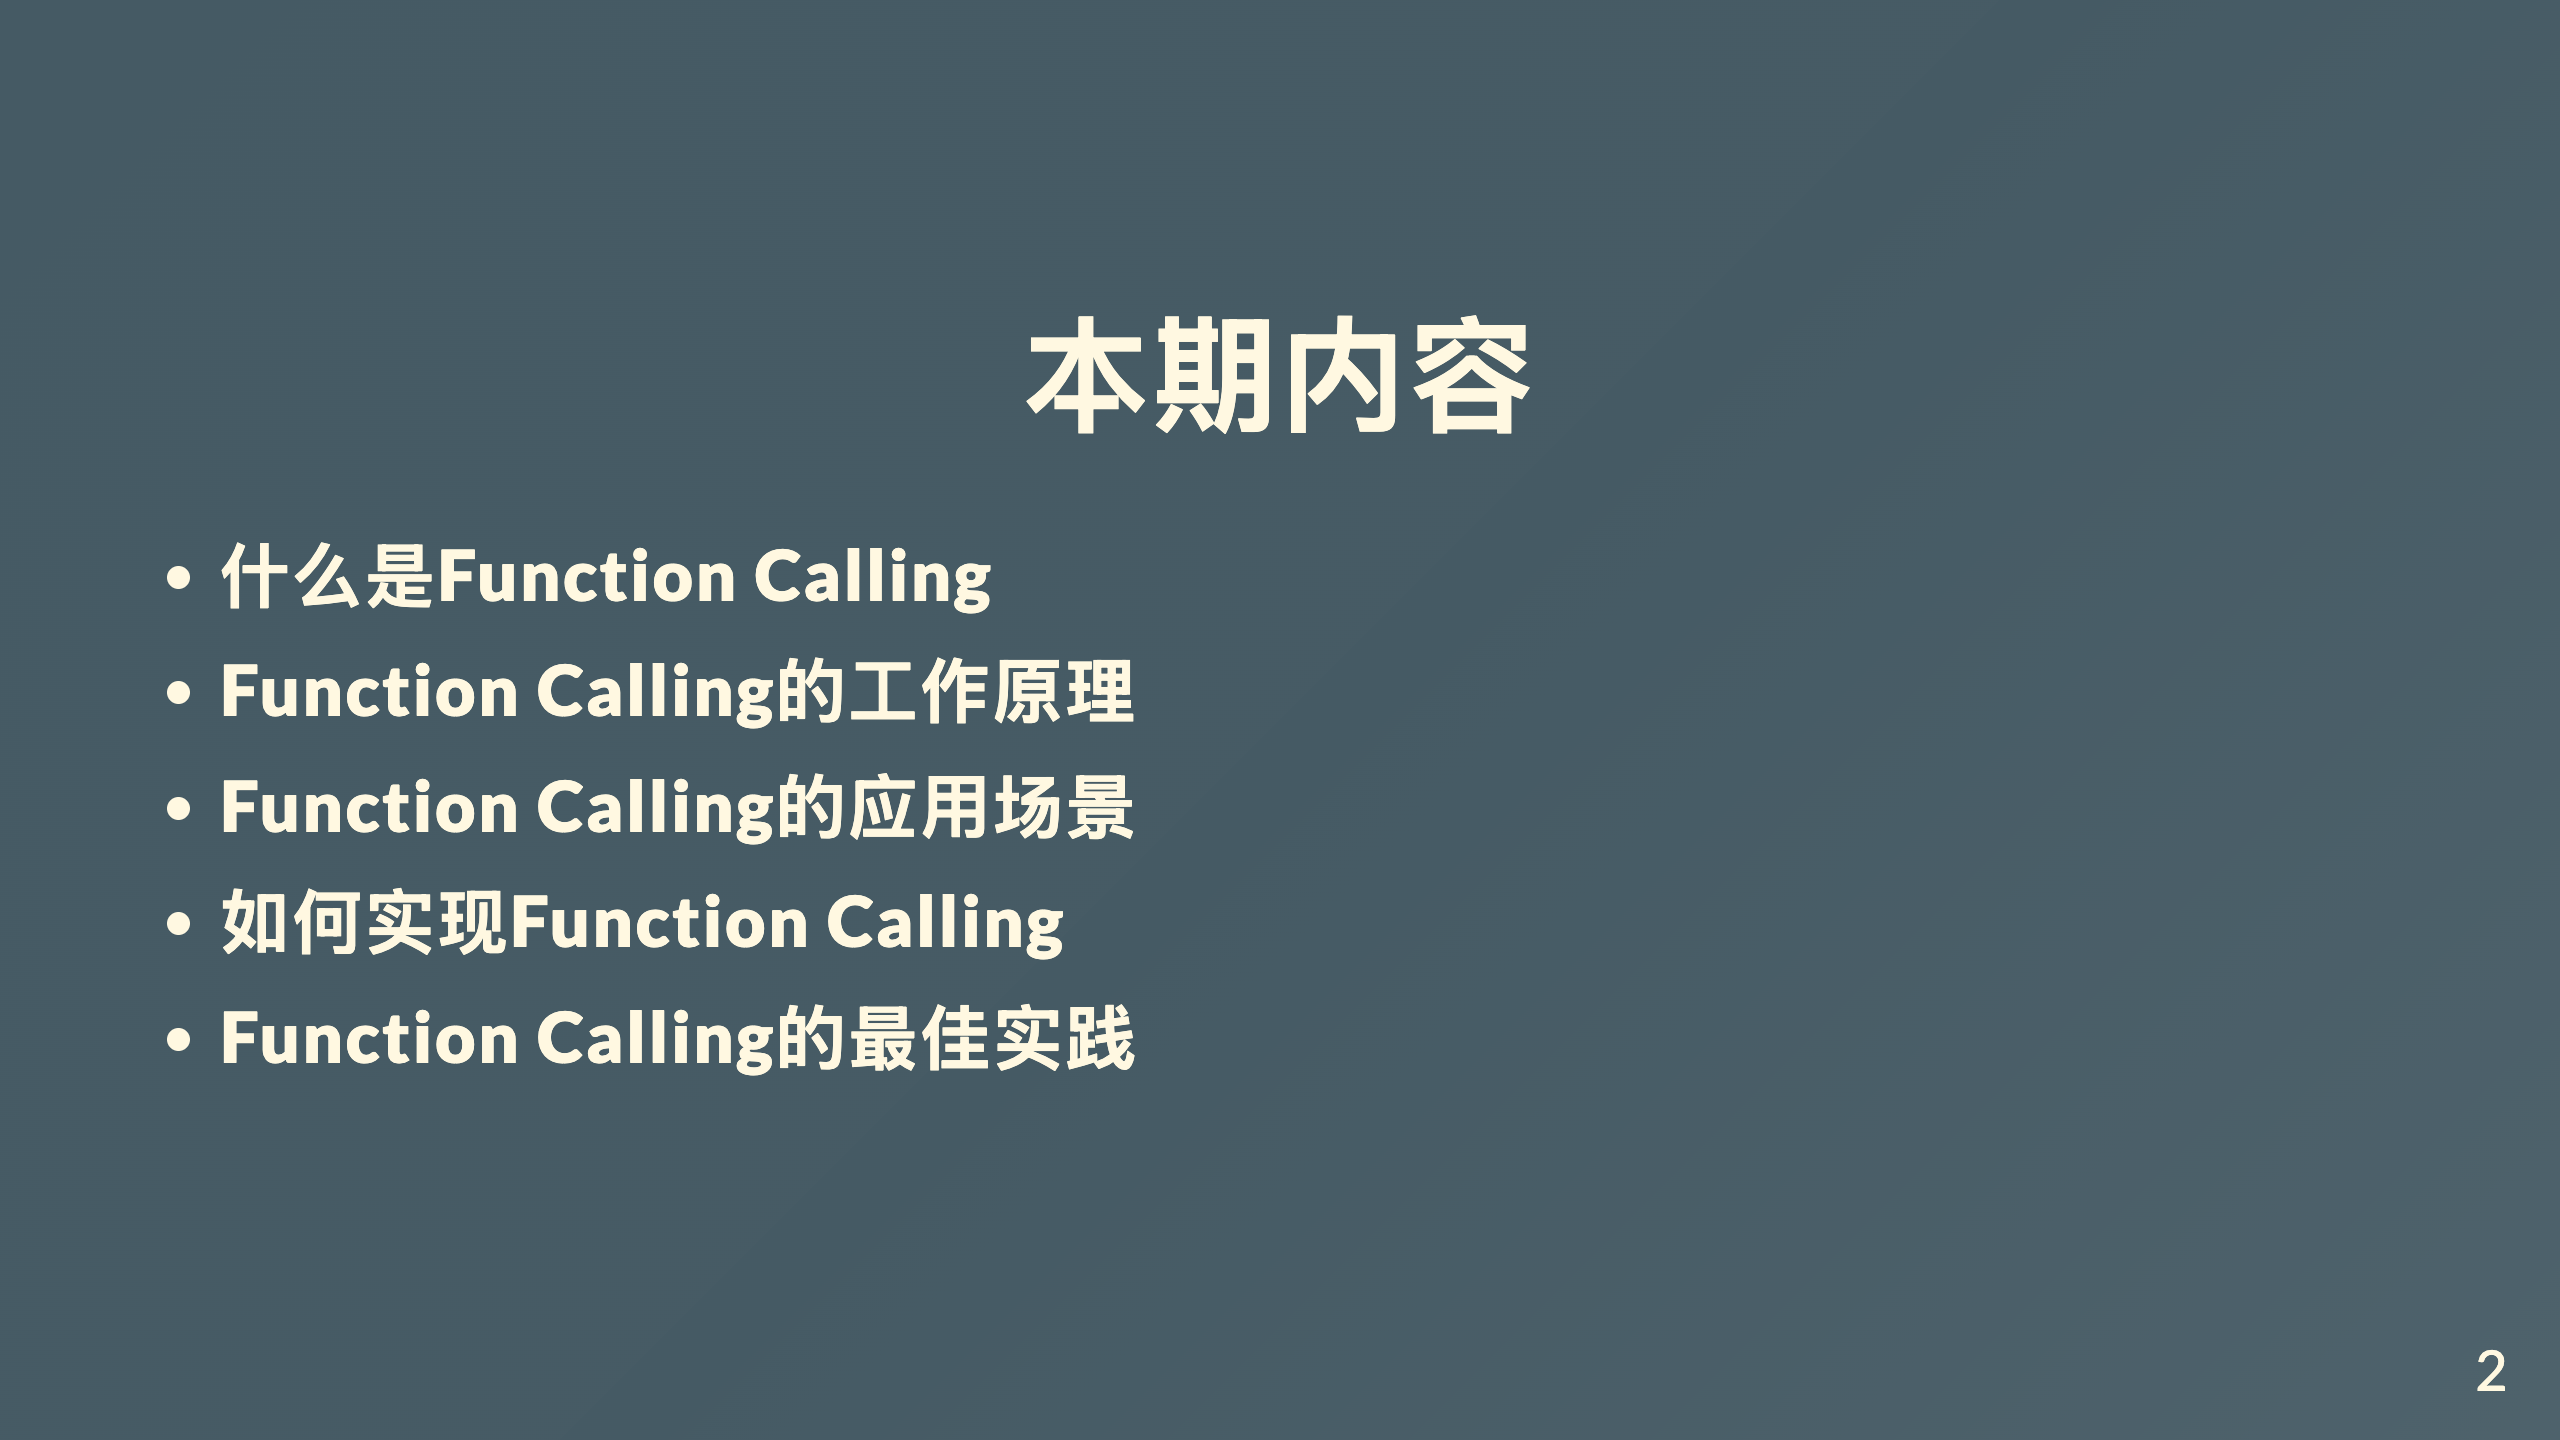 本期内容
• 什么是Function Calling
• Function Calling的工作原理
• Function Calling的应用场景
• 如何实现Function Calling
• Function Calling的最佳实践
2